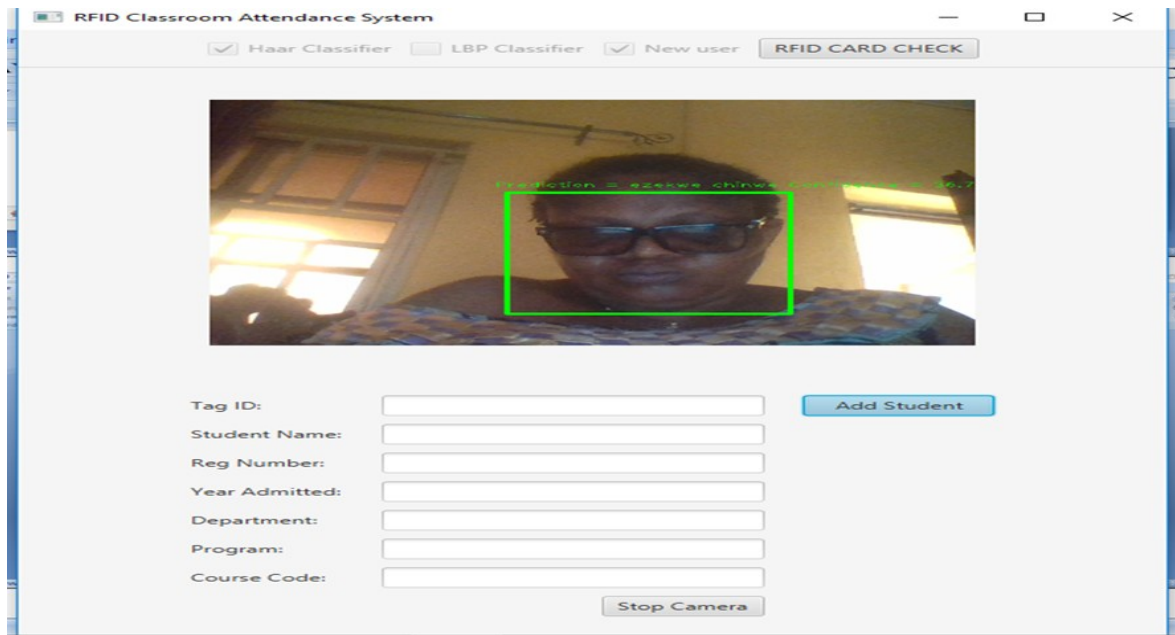 RFID Classroom Attendance System
Haar Classifier LBP Classifier New user RFID CARD CHECK
Prediction = ezekwe chinwe
Tag ID: Add Student
Student Name:
Reg Number:
Year Admitted:
Department:
Program:
Course Code:
Stop Camera